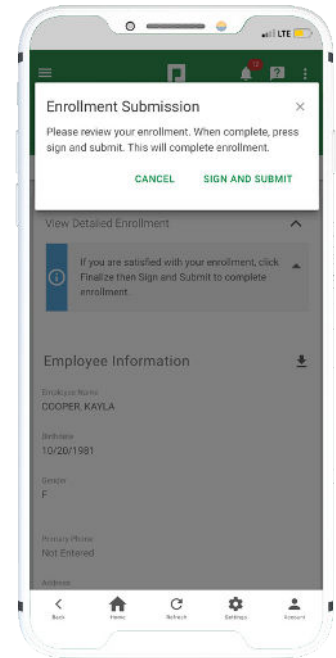 LTE
12
Enrollment Submission
Please review your enrollment. When complete, press
sign and submit. This will complete enrollment.
CANCEL SIGN AND SUBMIT
View Detailed Enrollment
If you are satisfied with your enrollment, click
Finalize then Sign and Submit to complete
enrollment.
Employee Information
Employee Name
COOPER, KAYLA
Birthdate
10/20/1981
Gender
F
Primary Phone
Not Entered
Address
Back Home Refresh Settings Account